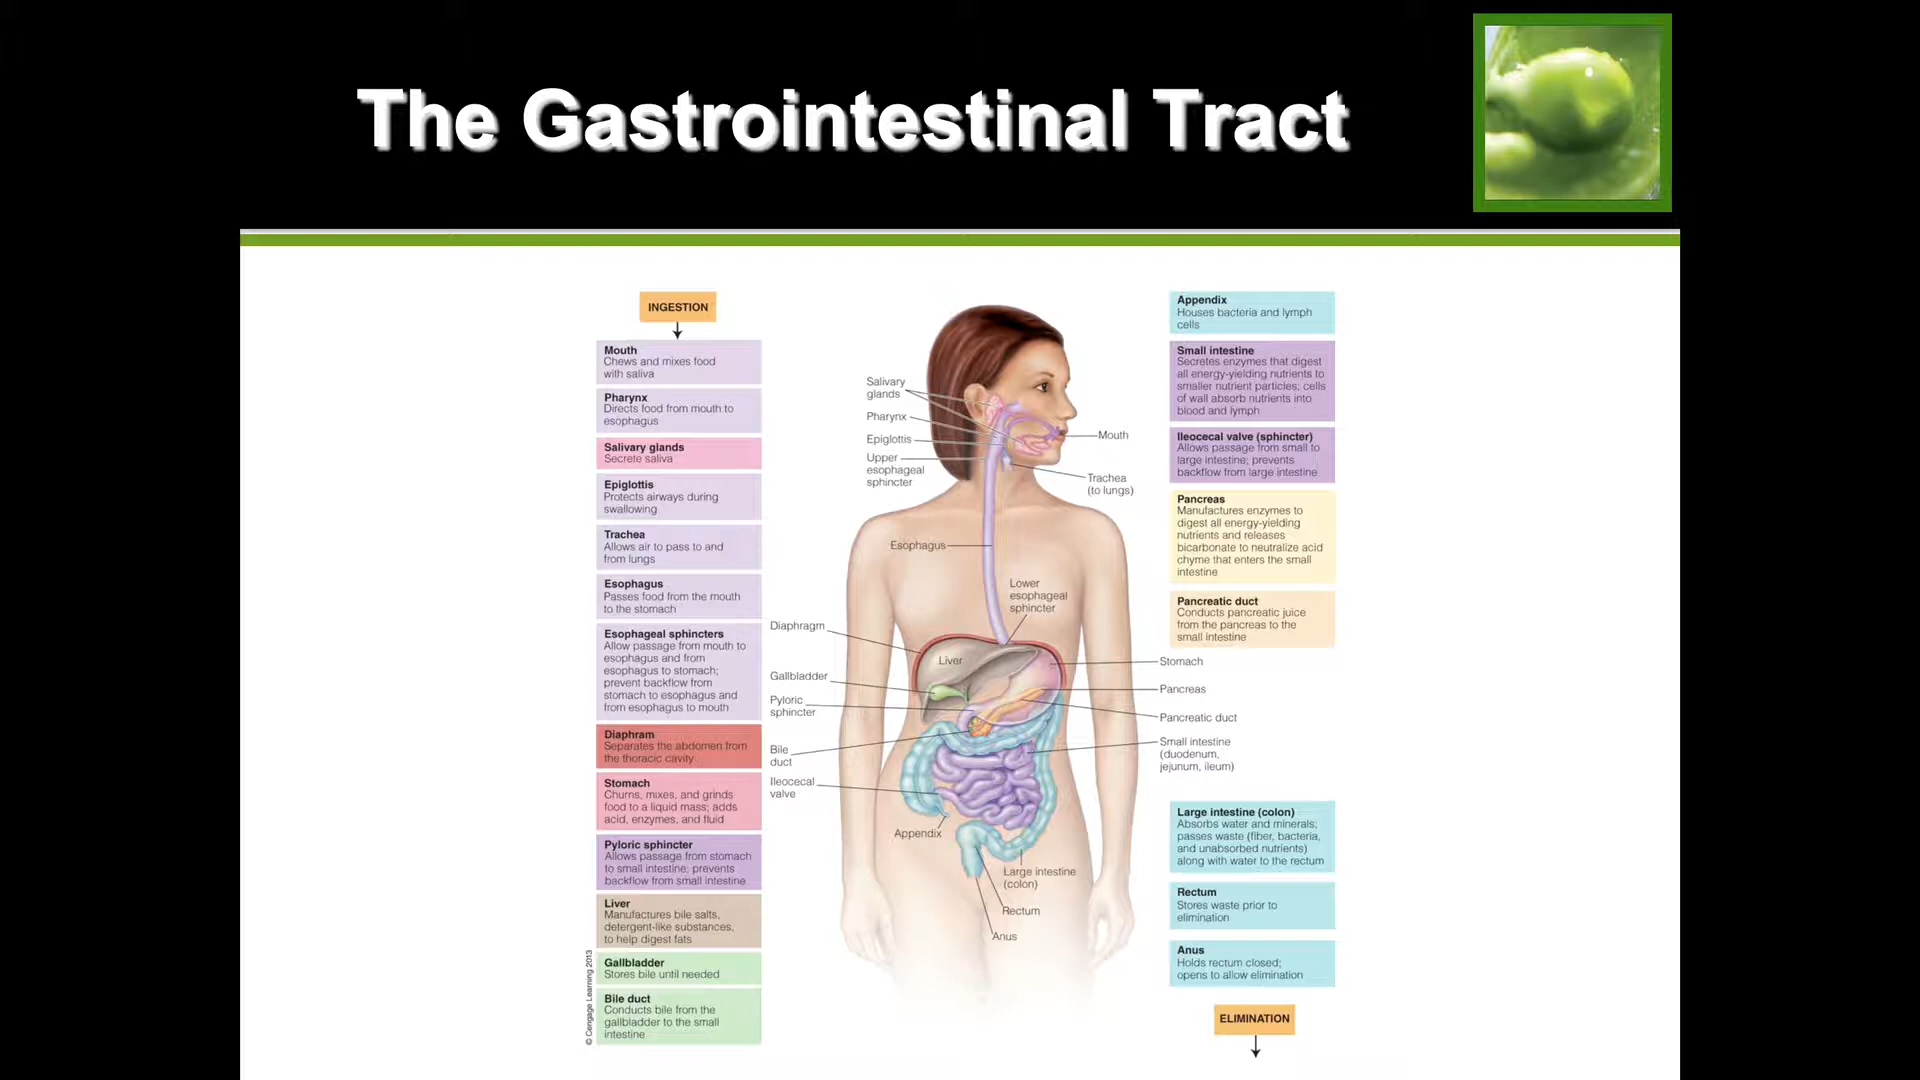 The Gastrointestinal Tract
INGESTION
Mouth
Chews and mixes food
with saliva
Pharynx
Directs food from mouth to
esophagus
Salivary glands
Secrete saliva
Epiglottis
Protects airways during
swallowing
Trachea
Allows air to pass to and
from lungs
Esophagus
Passes food from the mouth
to the stomach
Esophageal sphincters
Allow passage from mouth to
esophagus and from
esophagus to stomach;
prevent backflow from
stomach to esophagus and
from esophagus to mouth
Diaphram
Separates the abdomen from
the thoracic cavity
Stomach
Churns, mixes, and grinds
food to a liquid mass; adds
acid, enzymes, and fluid
Pyloric sphincter
Allows passage from stomach
to small intestine; prevents
backflow from small intestine
Liver
Manufactures bile salts,
detergent-like substances,
to help digest fats
Gallbladder
Stores bile until needed
Bile duct
Conducts bile from the
gallbladder to the small
intestine
© Cengage Learning 2013
Salivary
glands
Pharynx
Epiglottis
Upper
esophageal
sphincter
Mouth
Trachea
(to lungs)
Esophagus
Lower
esophageal
sphincter
Diaphragm
Liver
Gallbladder
Pyloric
sphincter
Bile
duct
Ileocecal
valve
Appendix
Stomach
Pancreas
Pancreatic duct
Small intestine
(duodenum,
jejunum, ileum)
Large intestine
(colon)
Rectum
Anus
Appendix
Houses bacteria and lymph
cells
Small intestine
Secretes enzymes that digest
all energy-yielding nutrients to
smaller nutrient particles; cells
of wall absorb nutrients into
blood and lymph
Ileocecal valve (sphincter)
Allows passage from small to
large intestine; prevents
backflow from large intestine
Pancreas
Manufactures enzymes to
digest all energy-yielding
nutrients and releases
bicarbonate to neutralize acid
chyme that enters the small
intestine
Pancreatic duct
Conducts pancreatic juice
from the pancreas to the
small intestine
Large intestine (colon)
Absorbs water and minerals;
passes waste (fiber, bacteria,
and unabsorbed nutrients)
along with water to the rectum
Rectum
Stores waste prior to
elimination
Anus
Holds rectum closed;
opens to allow elimination
ELIMINATION